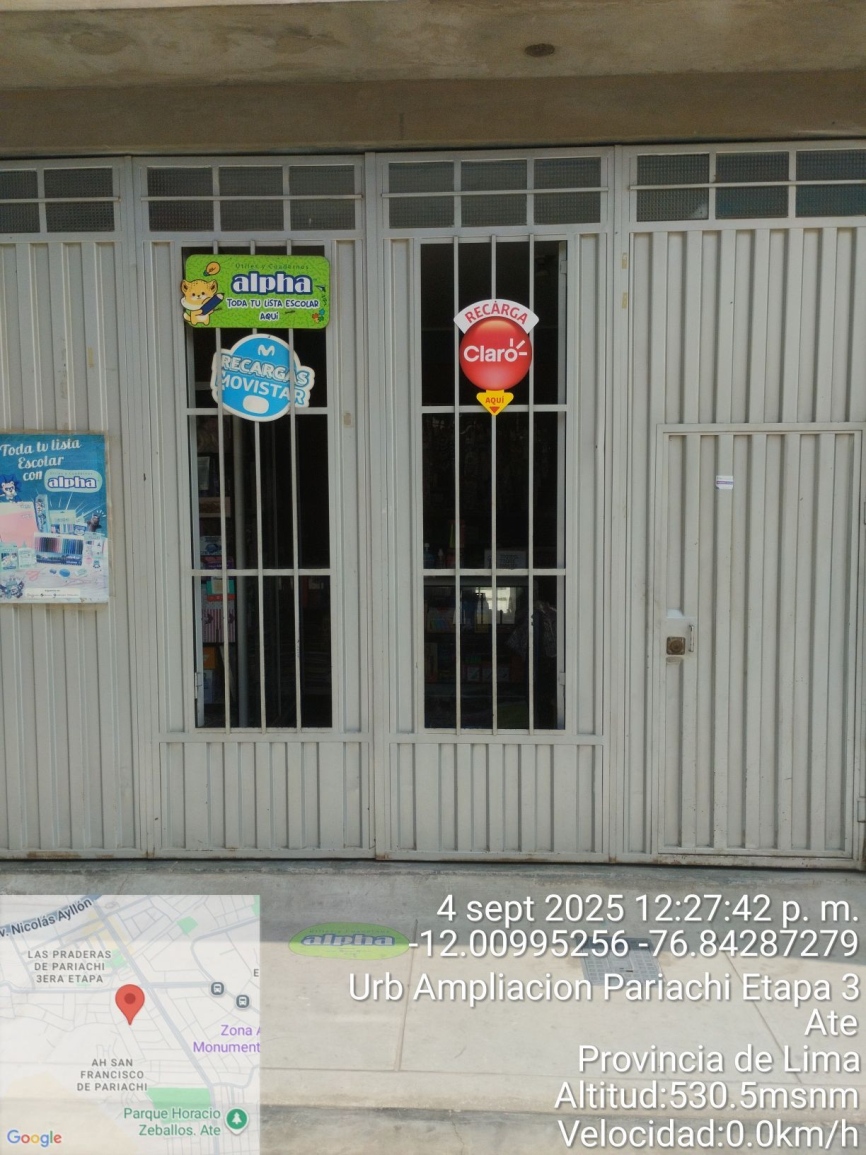 Útiles y Cuadernos
alpha
TODA TU LISTA ESCOLAR
AQUÍ
RECARGAS
MOVISTAR
RECARGA
Claro
AQUÍ
Toda tu lista
Escolar
con alpha
alpha
4 sept 2025 12:27:42 p. m.
-12.00995256 -76.84287279
Urb Ampliacion Pariachi Etapa 3
Ate
Provincia de Lima
Altitud:530.5msnm
Velocidad:0.0km/h
v. Nicolás Ayllón
LAS PRADERAS
DE PARIACHI
3ERA ETAPA
E
Zona A
Monument
AH SAN
FRANCISCO
DE PARIACHI
Parque Horacio
Zeballos. Ate
Google